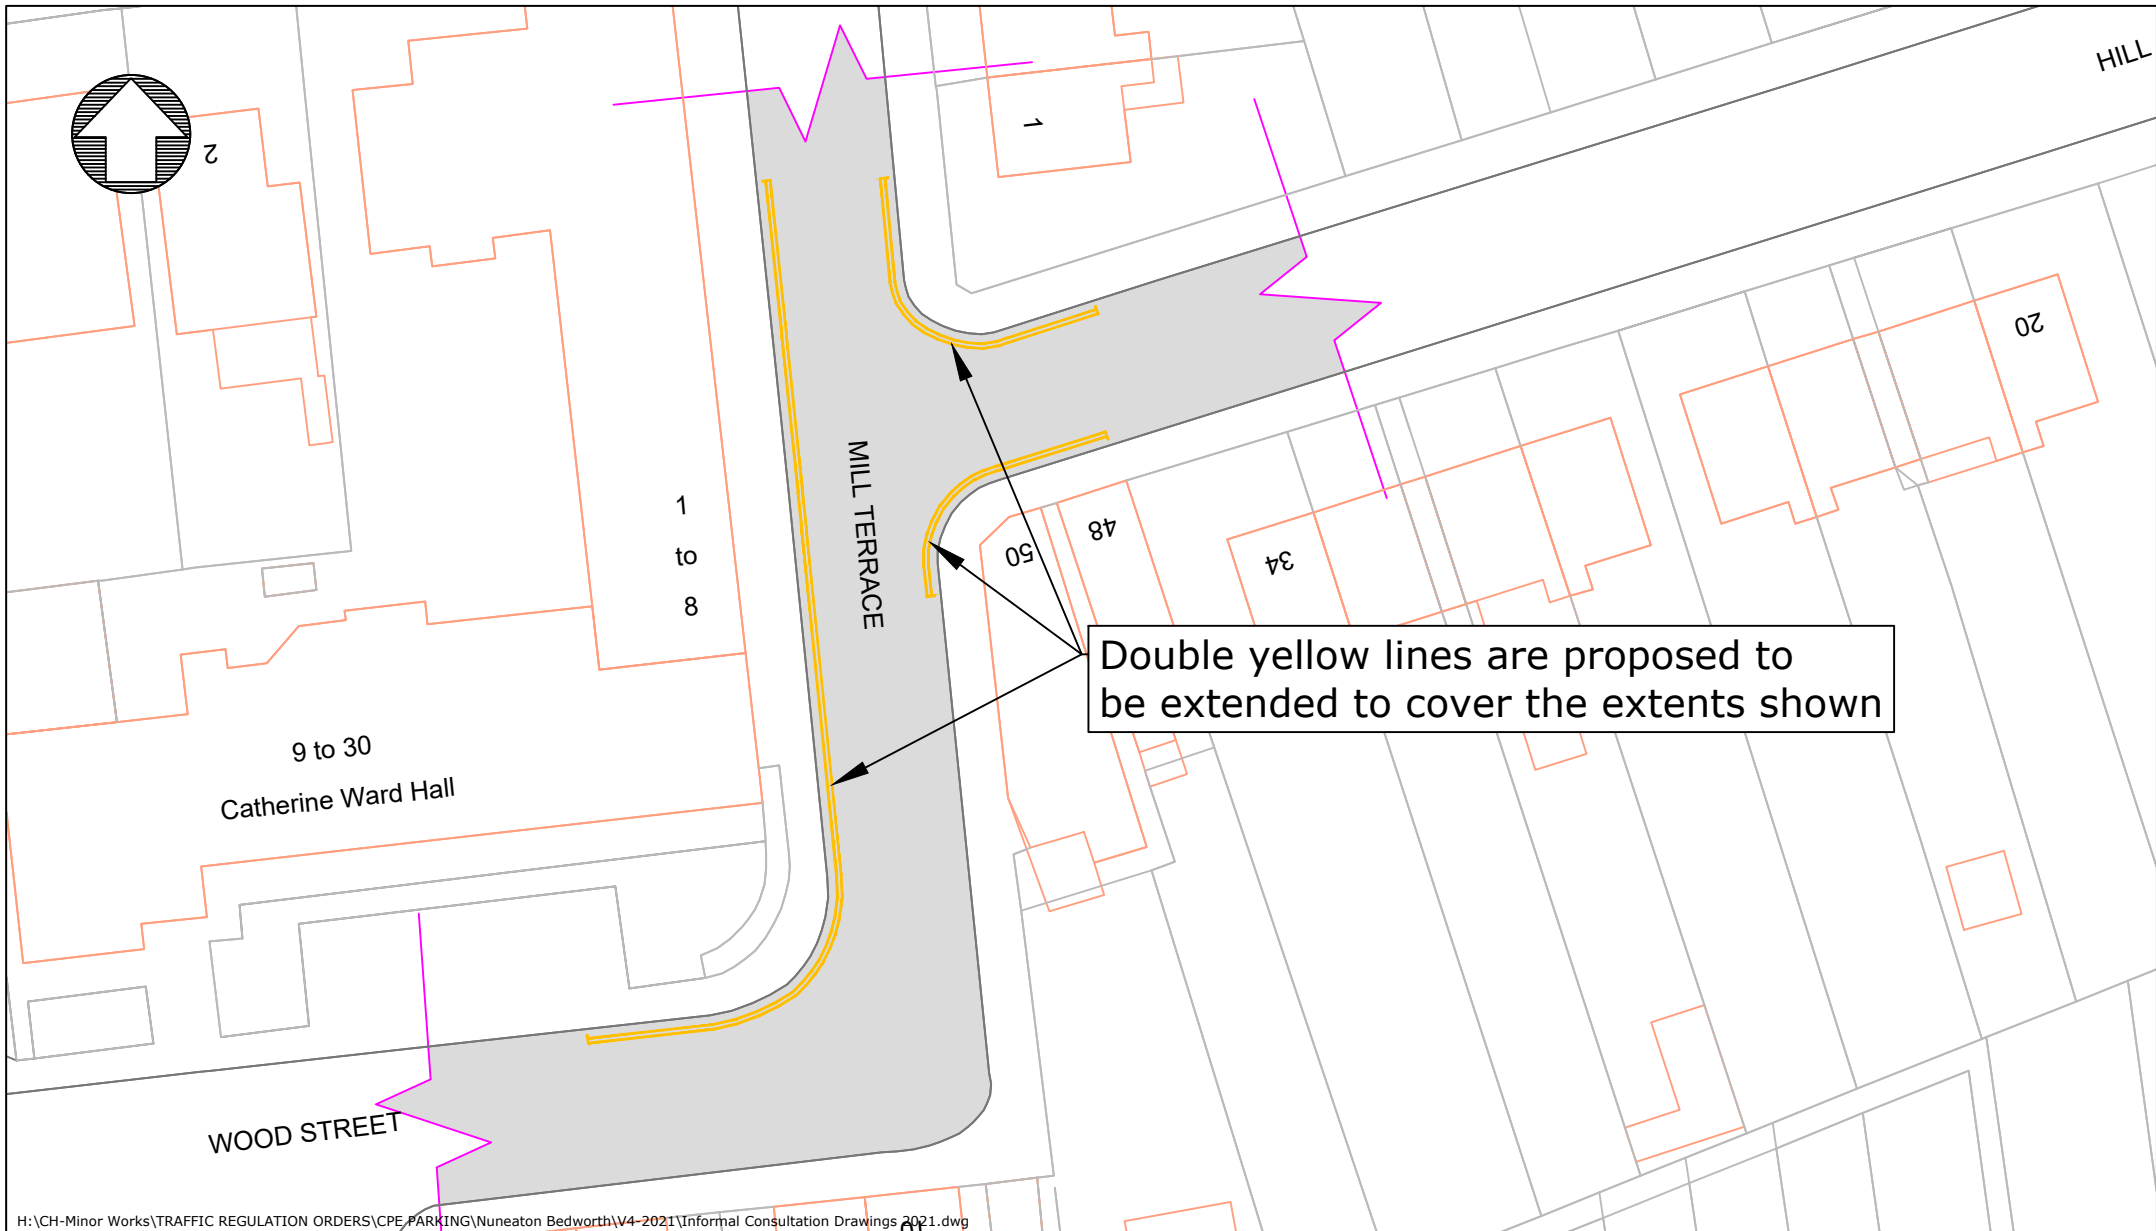 HILL
2
1
20
MILL TERRACE
1
to
8
50
48
34
Double yellow lines are proposed to
be extended to cover the extents shown
9 to 30
Catherine Ward Hall
WOOD STREET
H:\CH-Minor Works\TRAFFIC REGULATION ORDERS\CPE PARKING\Nuneaton Bedworth\V4-2021\Informal Consultation Drawings 2021.dwg